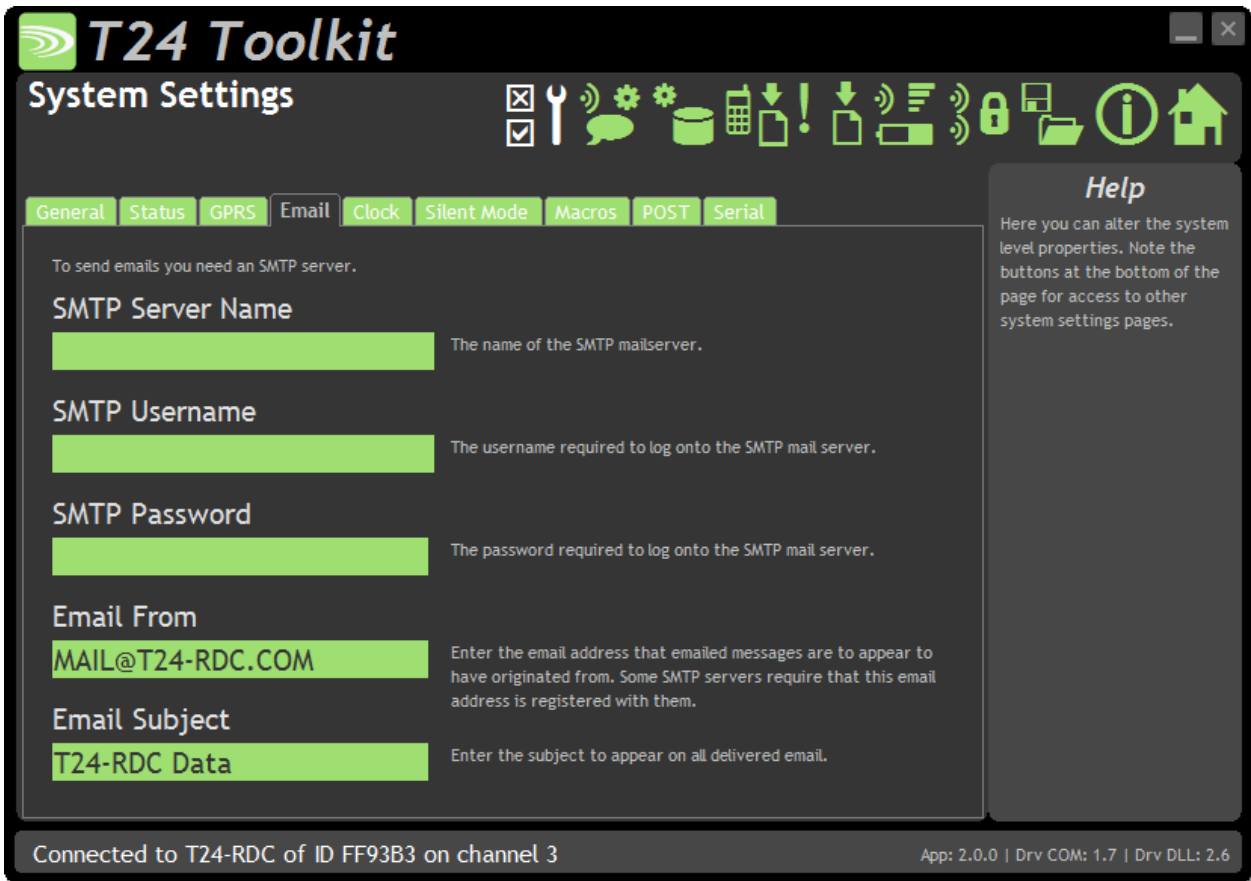 T24 Toolkit
System Settings
General Status GPRS Email Clock Silent Mode Macros POST Serial
To send emails you need an SMTP server.
SMTP Server Name
The name of the SMTP mailserver.
SMTP Username
The username required to log onto the SMTP mail server.
SMTP Password
The password required to log onto the SMTP mail server.
Email From
MAIL@T24-RDC.COM
Enter the email address that emailed messages are to appear to
have originated from. Some SMTP servers require that this email
address is registered with them.
Email Subject
T24-RDC Data
Enter the subject to appear on all delivered email.
Help
Here you can alter the system
level properties. Note the
buttons at the bottom of the
page for access to other
system settings pages.
Connected to T24-RDC of ID FF93B3 on channel 3
App: 2.0.0 | Drv COM: 1.7 | Drv DLL: 2.6